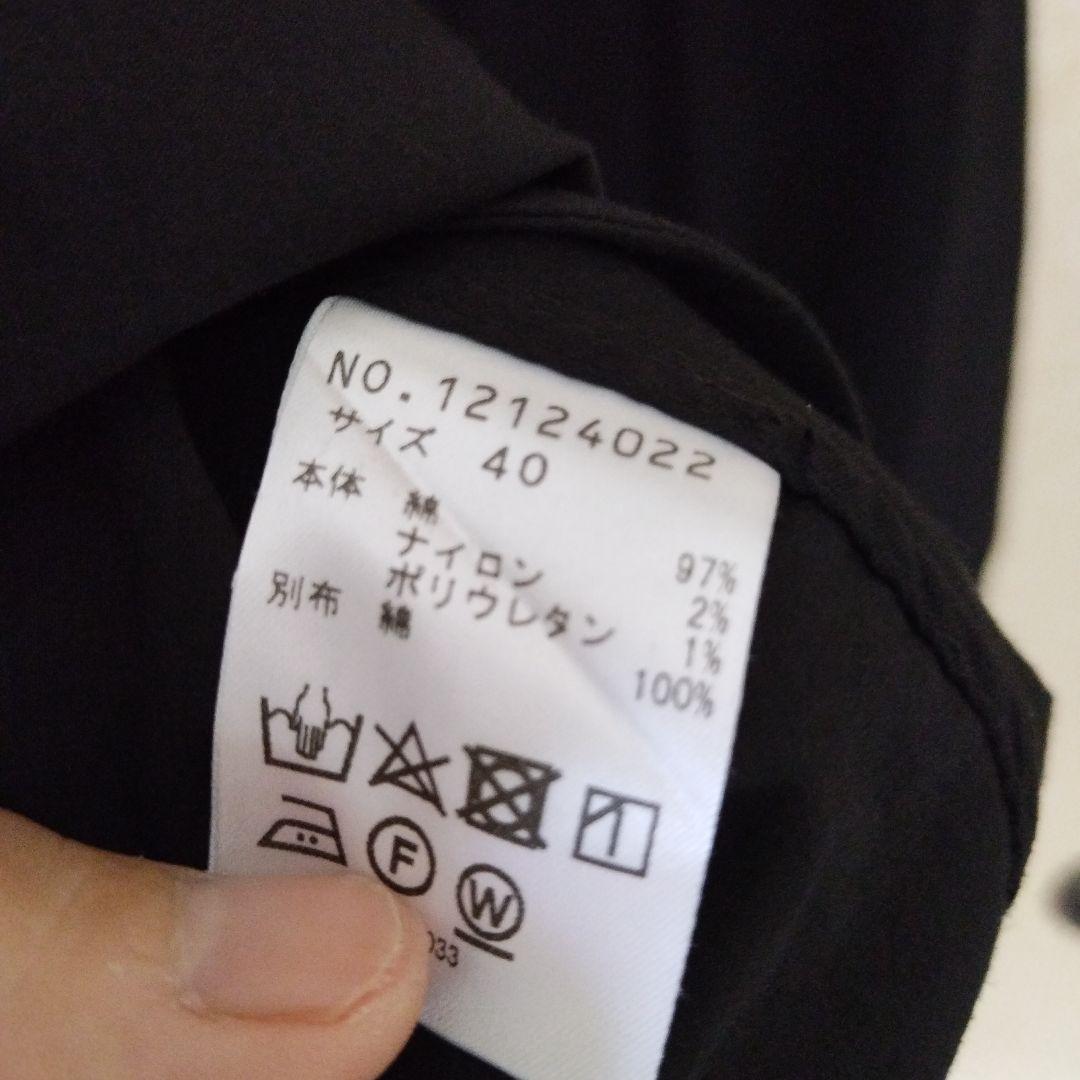 NO.12124022
サイズ 40
本体 綿 97%
ナイロン 2%
ポリウレタン 1%
別布 綿 100%
F W
033